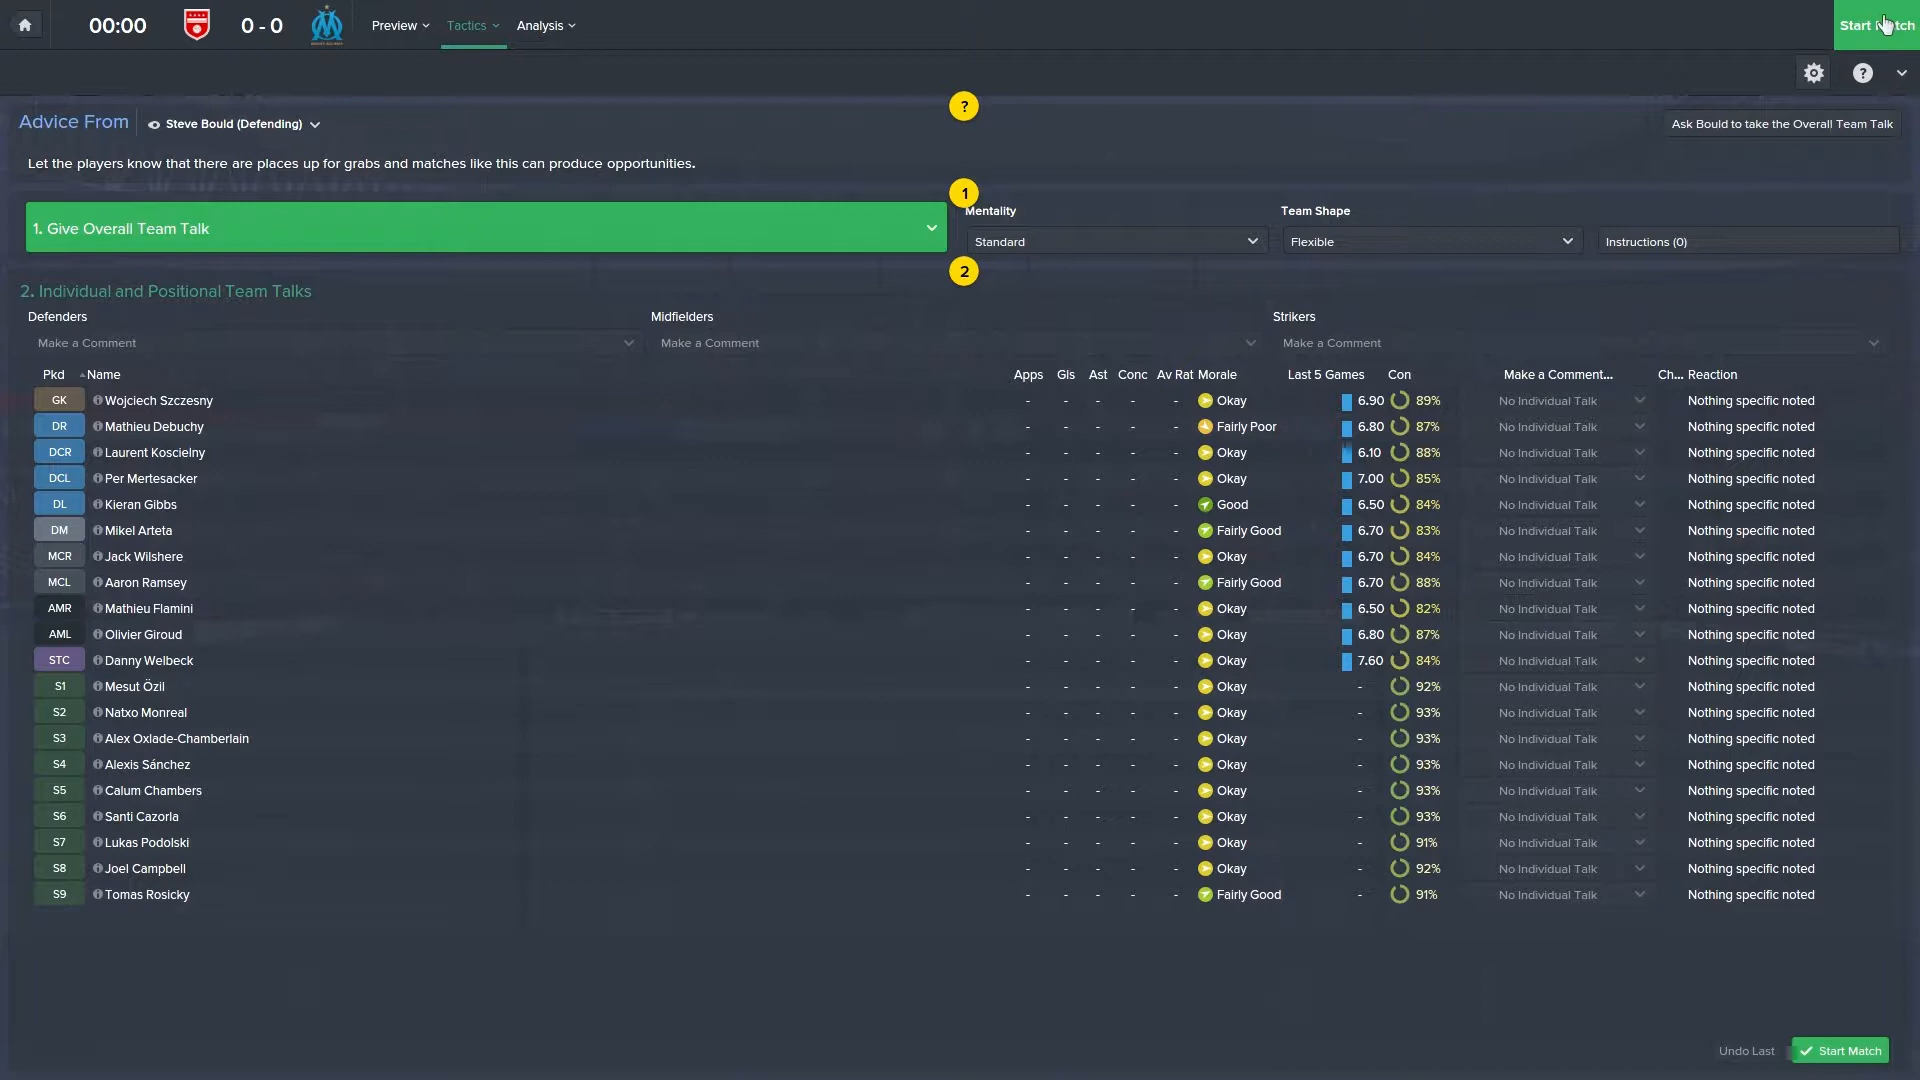 00:00 0 - 0 Preview Tactics Analysis Start Match
?
?
Advice From Steve Bould (Defending) Ask Bould to take the Overall Team Talk
Let the players know that there are places up for grabs and matches like this can produce opportunities.
1
Mentality Team Shape
1. Give Overall Team Talk Standard Flexible Instructions (0)
2
2. Individual and Positional Team Talks
Defenders Midfielders Strikers
Make a Comment Make a Comment Make a Comment
Pkd Name Apps Gls Ast Conc Av Rat Morale Last 5 Games Con Make a Comment... Ch... Reaction
GK Wojciech Szczesny - - - - - Okay 6.90 89% No Individual Talk Nothing specific noted
DR Mathieu Debuchy - - - - - Fairly Poor 6.80 87% No Individual Talk Nothing specific noted
DCR Laurent Koscielny - - - - - Okay 6.10 88% No Individual Talk Nothing specific noted
DCL Per Mertesacker - - - - - Okay 7.00 85% No Individual Talk Nothing specific noted
DL Kieran Gibbs - - - - - Good 6.50 84% No Individual Talk Nothing specific noted
DM Mikel Arteta - - - - - Fairly Good 6.70 83% No Individual Talk Nothing specific noted
MCR Jack Wilshere - - - - - Okay 6.70 84% No Individual Talk Nothing specific noted
MCL Aaron Ramsey - - - - - Fairly Good 6.70 88% No Individual Talk Nothing specific noted
AMR Mathieu Flamini - - - - - Okay 6.50 82% No Individual Talk Nothing specific noted
AML Olivier Giroud - - - - - Okay 6.80 87% No Individual Talk Nothing specific noted
STC Danny Welbeck - - - - - Okay 7.60 84% No Individual Talk Nothing specific noted
S1 Mesut Özil - - - - - Okay - 92% No Individual Talk Nothing specific noted
S2 Natxo Monreal - - - - - Okay - 93% No Individual Talk Nothing specific noted
S3 Alex Oxlade-Chamberlain - - - - - Okay - 93% No Individual Talk Nothing specific noted
S4 Alexis Sánchez - - - - - Okay - 93% No Individual Talk Nothing specific noted
S5 Calum Chambers - - - - - Okay - 93% No Individual Talk Nothing specific noted
S6 Santi Cazorla - - - - - Okay - 93% No Individual Talk Nothing specific noted
S7 Lukas Podolski - - - - - Okay - 91% No Individual Talk Nothing specific noted
S8 Joel Campbell - - - - - Okay - 92% No Individual Talk Nothing specific noted
S9 Tomas Rosicky - - - - - Fairly Good - 91% No Individual Talk Nothing specific noted
Undo Last Start Match